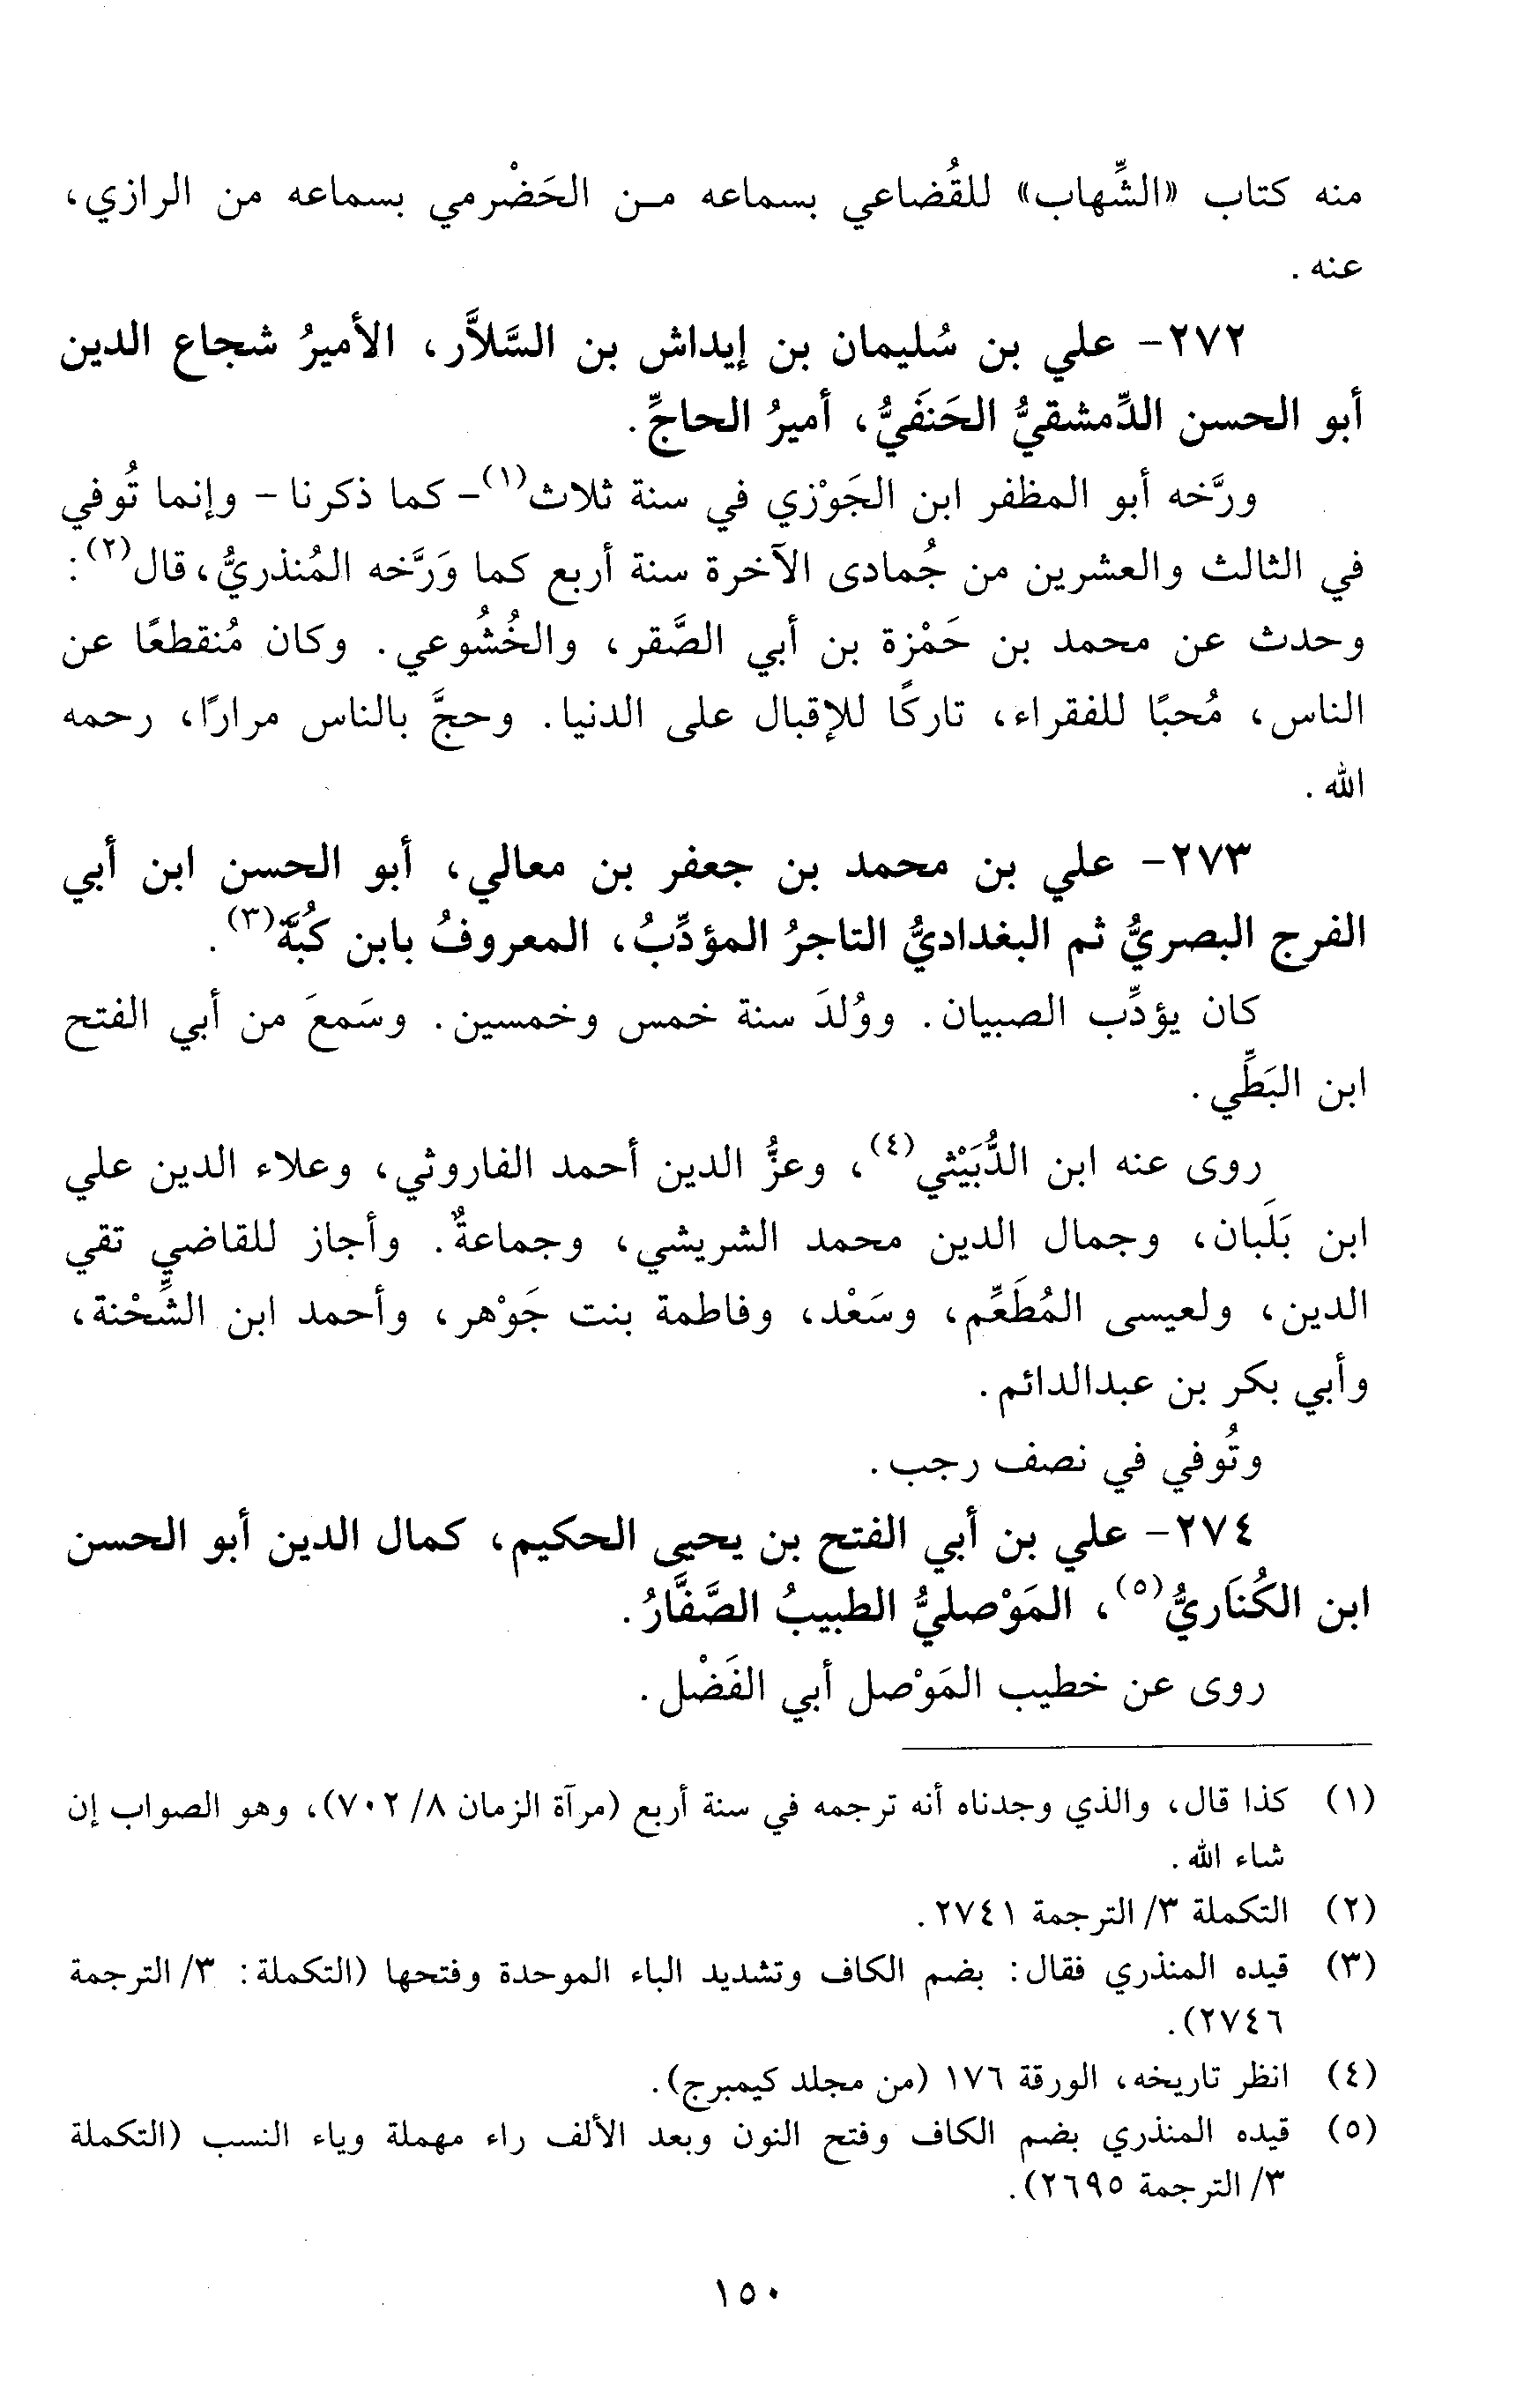 منه كتاب «الشِّهاب» للقُضاعي بسماعه مـن الحَضْرمي بسماعه من الرازي،
عنه .
٢٧٢- علي بن سُليمان بن إيداش بن السَّلاَّر، الأميرُ شجاع الدين
أبو الحسن الدِّمشقيُّ الحَنفَيُّ، أميرُ الحاجِّ.
ورَّخه أبو المظفر ابن الجَوْزي في سنة ثلاث(١)- كما ذكرنا - وإنما تُوفي
في الثالث والعشرين من جُمادى الآخرة سنة أربع كما وَرَّخه المُنذريُّ، قال(٢):
وحدث عن محمد بن حَمْزة بن أبي الصَّقر، والخُشُوعي. وكان مُنقطعًا عن
الناس، مُحبًا للفقراء، تاركًا للإقبال على الدنيا. وحجَّ بالناس مرارًا، رحمه
الله .
٢٧٣- علي بن محمد بن جعفر بن معالي، أبو الحسن ابن أبي
الفرج البصريُّ ثم البغداديُّ التاجرُ المؤدِّبُ، المعروفُ بابن كُبَّة(٣).
كان يؤدِّب الصبيان. ووُلدَ سنة خمس وخمسين. وسَمعَ من أبي الفتح
ابن البَطِّي.
روى عنه ابن الدُّبَيْثي(٤)، وعزُّ الدين أحمد الفاروثي، وعلاء الدين علي
ابن بَلَبان، وجمال الدين محمد الشريشي، وجماعةٌ. وأجاز للقاضي تقي
الدين، ولعيسى المُطَعِّم، وسَعْد، وفاطمة بنت جَوْهر، وأحمد ابن الشِّحْنة،
وأبي بكر بن عبدالدائم.
وتُوفي في نصف رجب.
٢٧٤- علي بن أبي الفتح بن يحيى الحكيم، كمال الدين أبو الحسن
ابن الكُنَاريُّ(٥)، المَوْصليُّ الطبيبُ الصَّفَّارُ.
روى عن خطيب المَوْصل أبي الفَضْل.
(١) كذا قال، والذي وجدناه أنه ترجمه في سنة أربع (مرآة الزمان ٨/ ٧٠٢)، وهو الصواب إن
شاء الله .
(٢) التكملة ٣/ الترجمة ٢٧٤١.
(٣) قيده المنذري فقال: بضم الكاف وتشديد الباء الموحدة وفتحها (التكملة: ٣/ الترجمة
٢٧٤٦).
(٤) انظر تاريخه، الورقة ١٧٦ (من مجلد كيمبرج).
(٥) قيده المنذري بضم الكاف وفتح النون وبعد الألف راء مهملة وياء النسب (التكملة
٣/ الترجمة ٢٦٩٥).
١٥٠